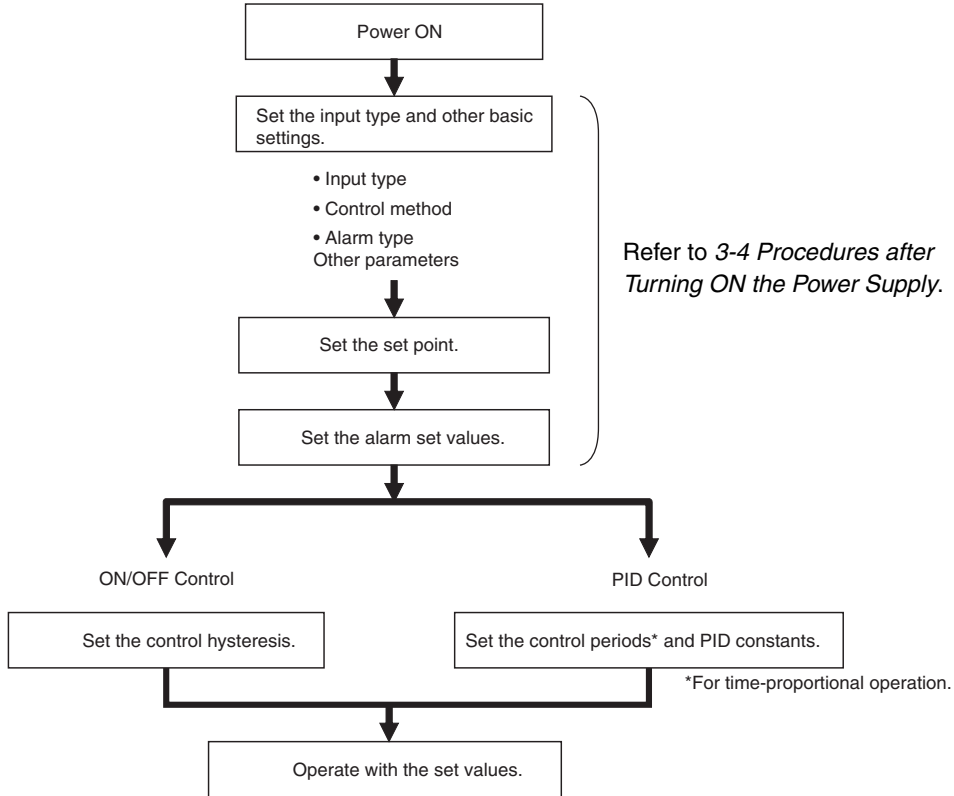 Power ON
Set the input type and other basic
settings.
• Input type
• Control method
• Alarm type
Other parameters
Refer to 3-4 Procedures after
Turning ON the Power Supply.
Set the set point.
Set the alarm set values.
ON/OFF Control
PID Control
Set the control hysteresis.
Set the control periods* and PID constants.
*For time-proportional operation.
Operate with the set values.